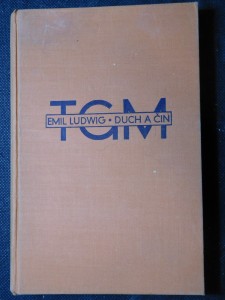 TGM
EMIL LUDWIG • DUCH A ČIN